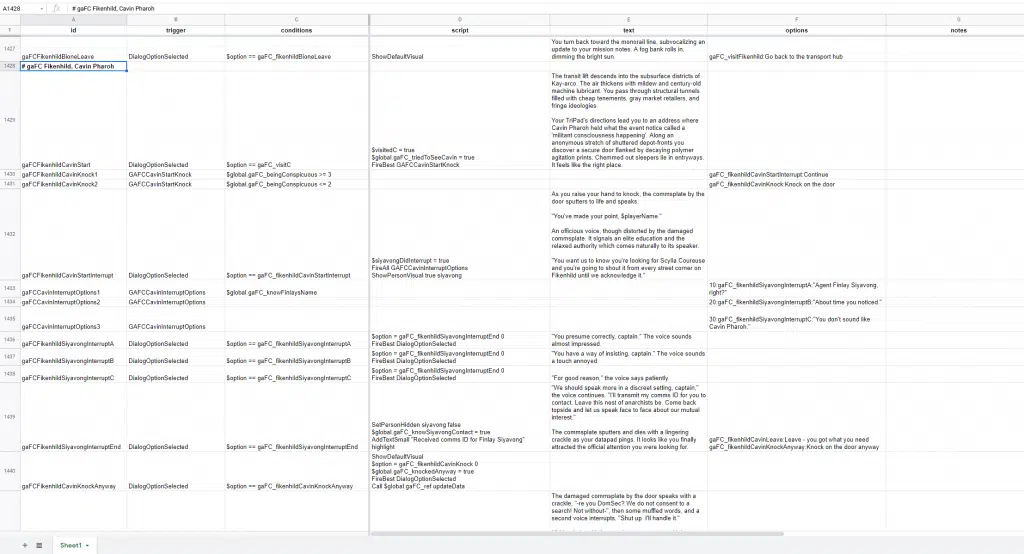 A1428 fx # gaFC Fikenhild, Cavin Pharoh
A B C D E F G
1 id trigger conditions script text options notes
You turn back toward the monorail line, subvocalizing an
update to your mission notes. A fog bank rolls in,
dimming the bright sun.
1427 gaFCFikenhildBioneLeave DialogOptionSelected $option == gaFC_fikenhildBioneLeave ShowDefaultVisual gaFC_visitFikenhild:Go back to the transport hub
1428 # gaFC Fikenhild, Cavin Pharoh
The transit lift descends into the subsurface districts of
Kay-arco. The air thickens with mildew and century-old
machine lubricant. You pass through structural tunnels
filled with cheap tenements, gray market retailers, and
fringe ideologies.
Your TriPad's directions lead you to an address where
Cavin Pharoh held what the event notice called a
'militant consciousness happening'. Along an
anonymous stretch of shuttered depot-fronts you
discover a secure door flanked by decaying polymer
agitation prints. Chemmed out sleepers lie in entryways.
It feels like the right place.
1429 gaFCFikenhildCavinStart DialogOptionSelected $option == gaFC_visitC
$visitedC = true
$global.gaFC_triedToSeeCavin = true
FireBest GAFCCavinStartKnock
1430 gaFCFikenhildCavinKnock1 GAFCCavinStartKnock $global.gaFC_beingConspicuous >= 3 gaFC_fikenhildCavinStartInterrupt:Continue
1431 gaFCFikenhildCavinKnock2 GAFCCavinStartKnock $global.gaFC_beingConspicuous <= 2 gaFC_fikenhildCavinKnock:Knock on the door
As you raise your hand to knock, the commsplate by the
door sputters to life and speaks.
"You've made your point, $playerName."
An officious voice, though distorted by the damaged
commsplate. It signals an elite education and the
relaxed authority which comes naturally to its speaker.
"You want us to know you're looking for Scylla Coureuse
and you're going to shout it from every street corner on
Fikenhild until we acknowledge it."
1432 gaFCFikenhildCavinStartInterrupt DialogOptionSelected $option == gaFC_fikenhildCavinStartInterrupt
$siyavongDidInterrupt = true
FireAll GAFCCavinInterruptOptions
ShowPersonVisual true siyavong
1433 gaFCCavinInterruptOptions1 GAFCCavinInterruptOptions $global.gaFC_knowFinlaysName
10:gaFC_fikenhildSiyavongInterruptA:"Agent Finlay Siyavong,
right?"
1434 gaFCCavinInterruptOptions2 GAFCCavinInterruptOptions 20:gaFC_fikenhildSiyavongInterruptB:"About time you noticed."
1435 gaFCCavinInterruptOptions3 GAFCCavinInterruptOptions
30:gaFC_fikenhildSiyavongInterruptC:"You don't sound like
Cavin Pharoh."
1436 gaFCFikenhildSiyavongInterruptA DialogOptionSelected $option == gaFC_fikenhildSiyavongInterruptA
$option = gaFC_fikenhildSiyavongInterruptEnd 0
FireBest DialogOptionSelected
"You presume correctly, captain." The voice sounds
almost impressed.
1437 gaFCFikenhildSiyavongInterruptB DialogOptionSelected $option == gaFC_fikenhildSiyavongInterruptB
$option = gaFC_fikenhildSiyavongInterruptEnd 0
FireBest DialogOptionSelected
"You have a way of insisting, captain." The voice sounds
a touch annoyed.
1438 gaFCFikenhildSiyavongInterruptC DialogOptionSelected $option == gaFC_fikenhildSiyavongInterruptC
$option = gaFC_fikenhildSiyavongInterruptEnd 0
FireBest DialogOptionSelected
"For good reason," the voice says patiently.
"We should speak more in a discreet setting, captain,"
the voice continues. "I'll transmit my comms ID for you to
contact. Leave this nest of anarchists be. Come back
topside and let us speak face to face about our mutual
interest."
The commsplate sputters and dies with a lingering
crackle as your datapad pings. It looks like you finally
attracted the official attention you were looking for.
1439 gaFCFikenhildSiyavongInterruptEnd DialogOptionSelected $option == gaFC_fikenhildSiyavongInterruptEnd
SetPersonHidden siyavong false
$global.gaFC_knowSiyavongContact = true
AddTextSmall "Received comms ID for Finlay Siyavong"
highlight
gaFC_fikenhildCavinLeave:Leave - you got what you need
gaFC_fikenhildCavinKnockAnyway:Knock on the door anyway
1440 gaFCFikenhildCavinKnockAnyway DialogOptionSelected $option == gaFC_fikenhildCavinKnockAnyway
ShowDefaultVisual
$option = gaFC_fikenhildCavinKnock 0
$global.gaFC_knockedAnyway = true
FireBest DialogOptionSelected
Call $global.gaFC_ref updateData
The damaged commsplate by the door speaks with a
crackle, "-re you DomSec? We do not consent to a
search! Not without-", then some muffled words, and a
second voice interrupts, "Shut up. I'll handle it."
+ Sheet1